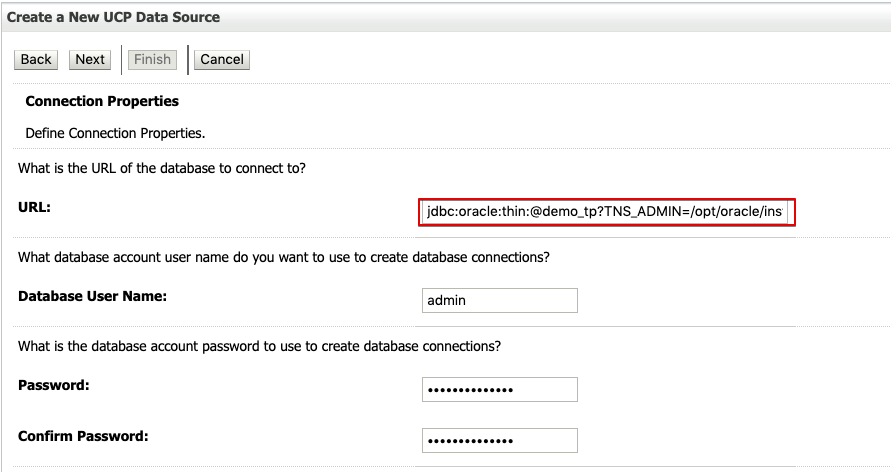 Create a New UCP Data Source
Back Next Finish Cancel
Connection Properties
Define Connection Properties.
What is the URL of the database to connect to?
URL: jdbc:oracle:thin:@demo_tp?TNS_ADMIN=/opt/oracle/ins
What database account user name do you want to use to create database connections?
Database User Name: admin
What is the database account password to use to create database connections?
Password: ••••••••••••••
Confirm Password: ••••••••••••••